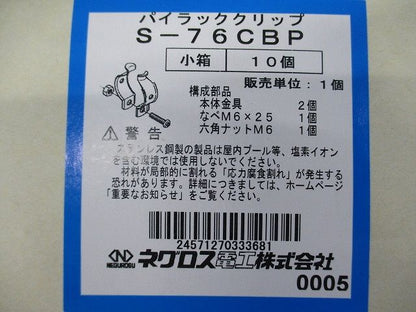 パイラッククリップ
S-76CBP
小箱 10個
販売単位：1個
構成部品
本体金具 2個
なべM6×25 1個
六角ナットM6 1個
⚠警告
ステンレス鋼製の製品は屋内プール等、塩素イオン
を含む環境では使用しないでください。
材料が局部的に割れる「応力腐食割れ」が発生する
恐れがあります。詳細につきましては、ホームページ
「重要なお知らせ」をご覧ください。
24571270333681
NEGUROSU
ネグロス電工株式会社
0005